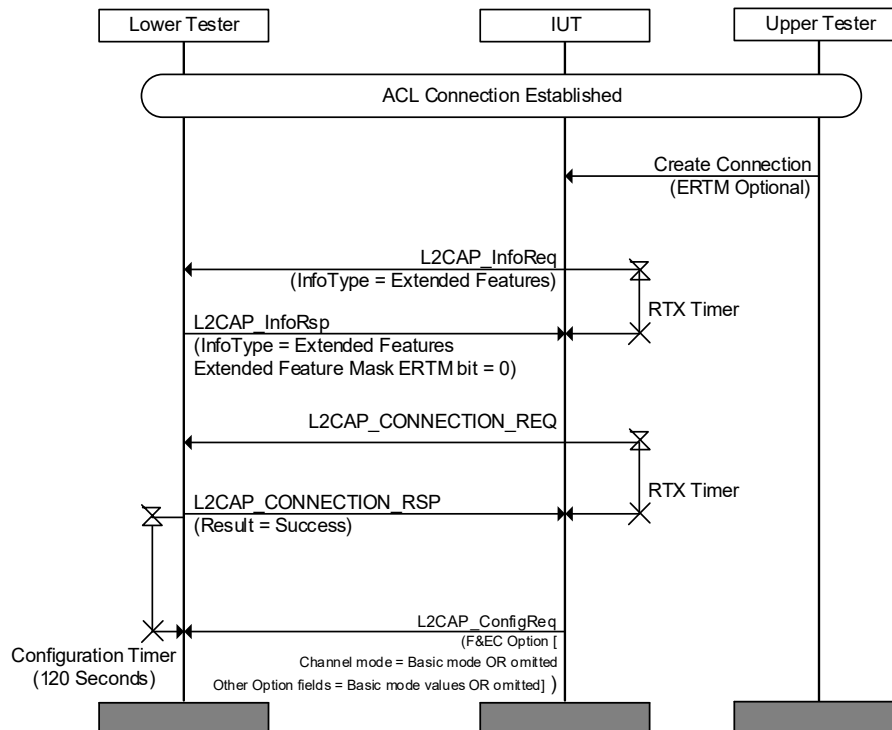 Lower Tester
IUT
Upper Tester
ACL Connection Established
Create Connection
(ERTM Optional)
L2CAP_InfoReq
(InfoType = Extended Features)
RTX Timer
L2CAP_InfoRsp
(InfoType = Extended Features
Extended Feature Mask ERTM bit = 0)
L2CAP_CONNECTION_REQ
RTX Timer
L2CAP_CONNECTION_RSP
(Result = Success)
L2CAP_ConfigReq
(F&EC Option [
Channel mode = Basic mode OR omitted
Other Option fields = Basic mode values OR omitted] )
Configuration Timer
(120 Seconds)